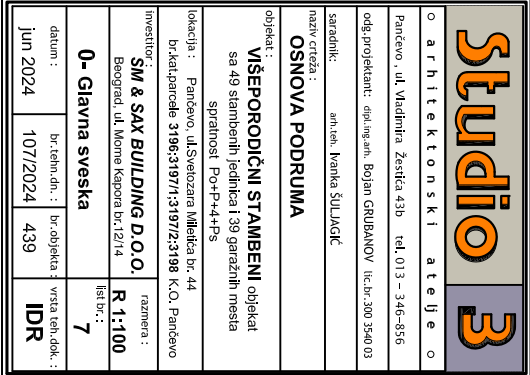 Studio 3
o arhitektonski atelje o
Pančevo , ul. Vladimira Žestića 43b tel. 013 - 346-856
odg.projektant: dipl.ing.arh. Bojan GRUBANOV lic.br.300 3540 03
saradnik: arh.teh. Ivanka ŠULJAGIĆ
naziv crteža :
OSNOVA PODRUMA
objekat :
VIŠEPORODIČNI STAMBENI objekat
sa 49 stambenih jedinica i 39 garažnih mesta
spratnost Po+P+4+Ps
lokacija : Pančevo, ul.Svetozara Miletića br. 44
br.kat.parcele 3196;3197/1;3197/2;3198 K.O. Pančevo
investitor :
SM & SAX BUILDING D.O.O.
Beograd, ul. Mome Kapora br.12/14
razmera :
R 1:100
0- Glavna sveska
list br.:
7
datum :
jun 2024
br.tehn.dn. :
107/2024
br.objekta :
439
vrsta teh.dok. :
IDR